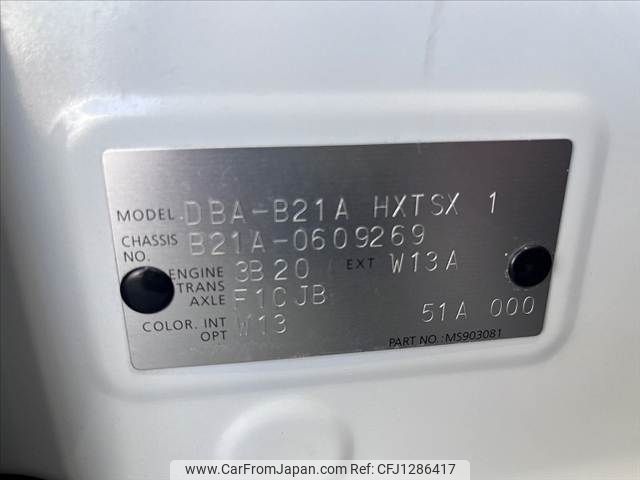 MODEL. DBA-B21A HXTSX 1
CHASSIS NO. B21A-0609269
ENGINE 3B20 EXT W13A
TRANS AXLE F1CJB
COLOR. INT OPT W13 51A 000
PART NO.: MS903081
www.CarFromJapan.com - CFJ1286417